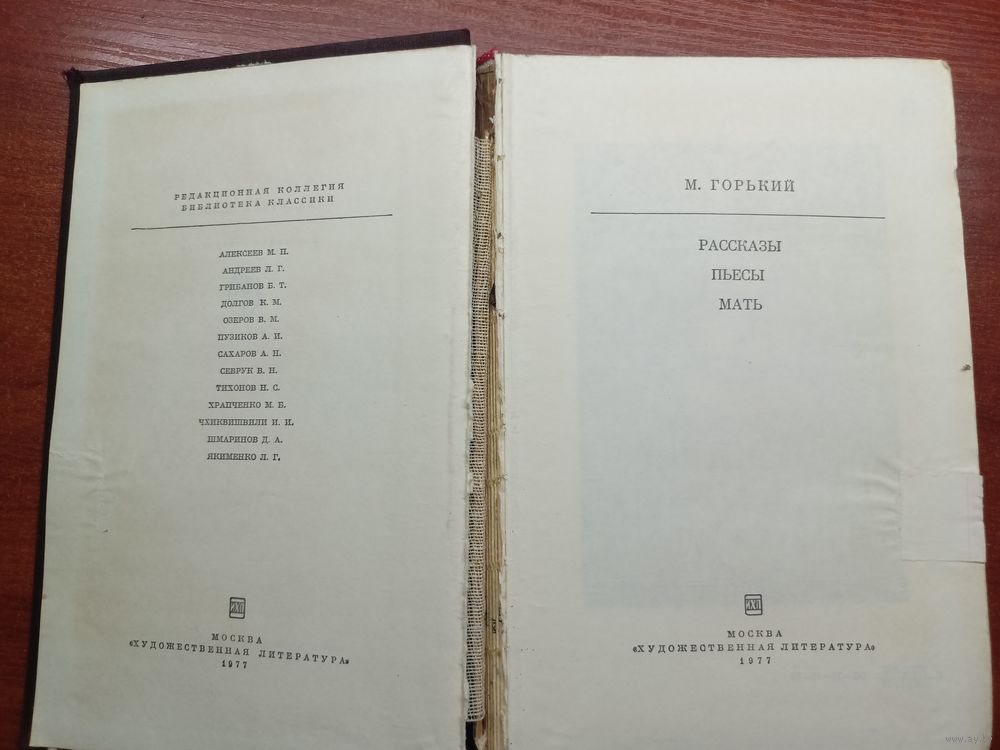 РЕДАКЦИОННАЯ КОЛЛЕГИЯ
БИБЛИОТЕКА КЛАССИКИ
АЛЕКСЕЕВ М. П.
АНДРЕЕВ Л. Г.
ГРИБАНОВ Б. Т.
ДОЛГОВ К. М.
ОЗЕРОВ В. М.
ПУЗИКОВ А. И.
САХАРОВ А. Н.
СЕВРУК В. Н.
ТИХОНОВ Н. С.
ХРАПЧЕНКО М. Б.
ЧХИКВИШВИЛИ И. И.
ШМАРИНОВ Д. А.
ЯКИМЕНКО Л. Г.
МОСКВА
«ХУДОЖЕСТВЕННАЯ ЛИТЕРАТУРА»
1977
М. ГОРЬКИЙ
РАССКАЗЫ
ПЬЕСЫ
МАТЬ
МОСКВА
«ХУДОЖЕСТВЕННАЯ ЛИТЕРАТУРА»
1977